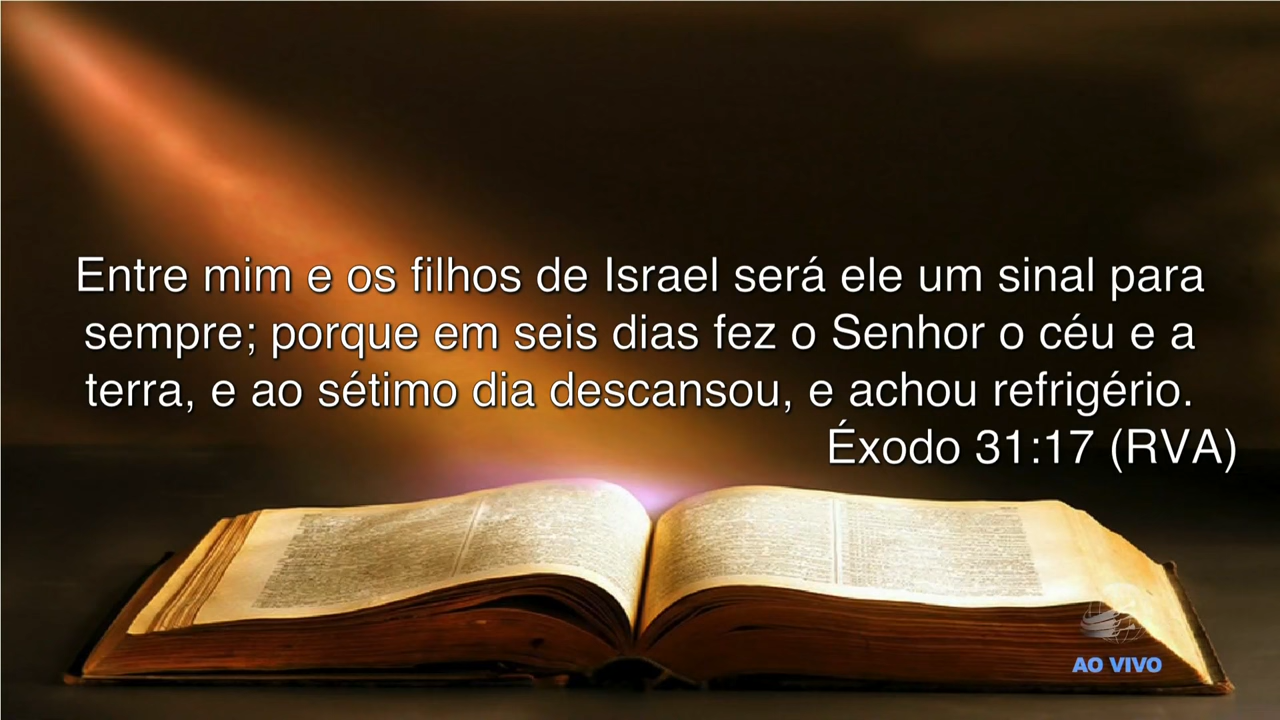 Entre mim e os filhos de Israel será ele um sinal para
sempre; porque em seis dias fez o Senhor o céu e a
terra, e ao sétimo dia descansou, e achou refrigério.
Éxodo 31:17 (RVA)
AO VIVO